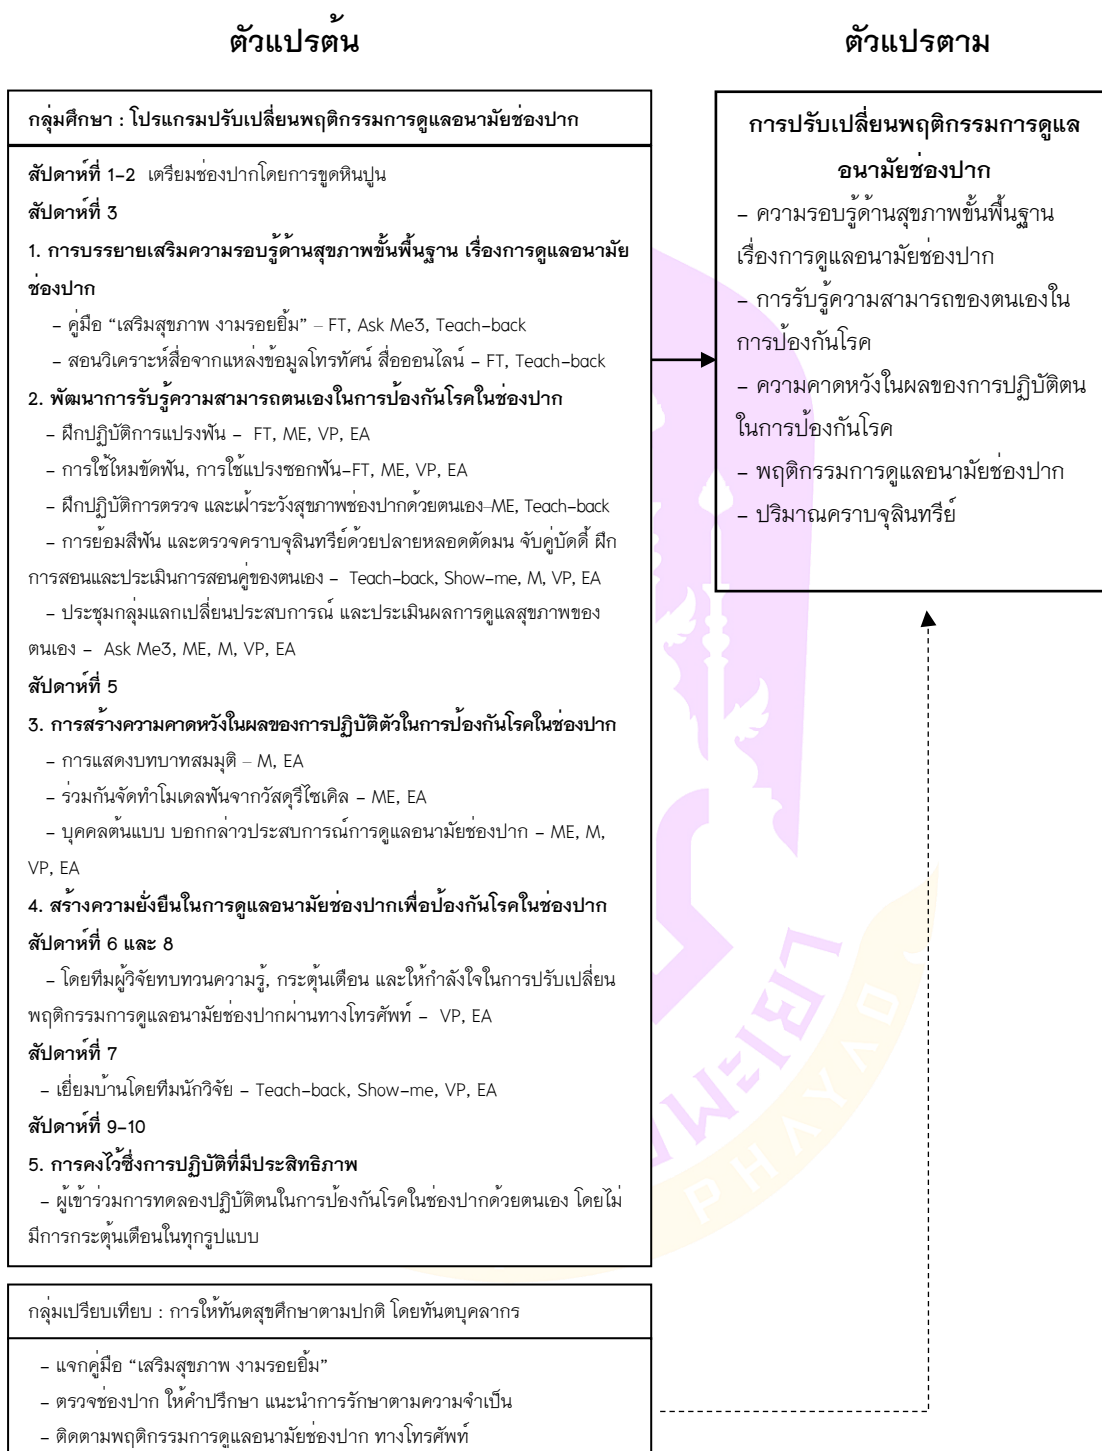 ตัวแปรต้น
ตัวแปรตาม
กลุ่มศึกษา : โปรแกรมปรับเปลี่ยนพฤติกรรมการดูแลอนามัยช่องปาก
สัปดาห์ที่ 1-2 เตรียมช่องปากโดยการขูดหินปูน
สัปดาห์ที่ 3
1. การบรรยายเสริมความรอบรู้ด้านสุขภาพขั้นพื้นฐาน เรื่องการดูแลอนามัย
ช่องปาก
- คู่มือ “เสริมสุขภาพ งามรอยยิ้ม” – FT, Ask Me3, Teach-back
- สอนวิเคราะห์สื่อจากแหล่งข้อมูลโทรทัศน์ สื่อออนไลน์ - FT, Teach-back
2. พัฒนาการรับรู้ความสามารถตนเองในการป้องกันโรคในช่องปาก
- ฝึกปฏิบัติการแปรงฟัน - FT, ME, VP, EA
- การใช้ไหมขัดฟัน, การใช้แปรงซอกฟัน-FT, ME, VP, EA
- ฝึกปฏิบัติการตรวจ และเฝ้าระวังสุขภาพช่องปากด้วยตนเอง-ME, Teach-back
- การย้อมสีฟัน และตรวจคราบจุลินทรีย์ด้วยปลายหลอดตัดมน จับคู่บัดดี้ ฝึก
การสอนและประเมินการสอนคู่ของตนเอง - Teach-back, Show-me, M, VP, EA
- ประชุมกลุ่มแลกเปลี่ยนประสบการณ์ และประเมินผลการดูแลสุขภาพของ
ตนเอง - Ask Me3, ME, M, VP, EA
สัปดาห์ที่ 5
3. การสร้างความคาดหวังในผลของการปฏิบัติตัวในการป้องกันโรคในช่องปาก
- การแสดงบทบาทสมมุติ – M, EA
- ร่วมกันจัดทำโมเดลฟันจากวัสดุรีไซเคิล - ME, EA
- บุคคลต้นแบบ บอกกล่าวประสบการณ์การดูแลอนามัยช่องปาก - ME, M,
VP, EA
4. สร้างความยั่งยืนในการดูแลอนามัยช่องปากเพื่อป้องกันโรคในช่องปาก
สัปดาห์ที่ 6 และ 8
- โดยทีมผู้วิจัยทบทวนความรู้, กระตุ้นเตือน และให้กำลังใจในการปรับเปลี่ยน
พฤติกรรมการดูแลอนามัยช่องปากผ่านทางโทรศัพท์ - VP, EA
สัปดาห์ที่ 7
- เยี่ยมบ้านโดยทีมนักวิจัย - Teach-back, Show-me, VP, EA
สัปดาห์ที่ 9-10
5. การคงไว้ซึ่งการปฏิบัติที่มีประสิทธิภาพ
- ผู้เข้าร่วมการทดลองปฏิบัติตนในการป้องกันโรคในช่องปากด้วยตนเอง โดยไม่
มีการกระตุ้นเตือนในทุกรูปแบบ
กลุ่มเปรียบเทียบ : การให้ทันตสุขศึกษาตามปกติ โดยทันตบุคลากร
- แจกคู่มือ “เสริมสุขภาพ งามรอยยิ้ม”
- ตรวจช่องปาก ให้คำปรึกษา แนะนำการรักษาตามความจำเป็น
- ติดตามพฤติกรรมการดูแลอนามัยช่องปาก ทางโทรศัพท์
การปรับเปลี่ยนพฤติกรรมการดูแล
อนามัยช่องปาก
- ความรอบรู้ด้านสุขภาพขั้นพื้นฐาน
เรื่องการดูแลอนามัยช่องปาก
- การรับรู้ความสามารถของตนเองใน
การป้องกันโรค
- ความคาดหวังในผลของการปฏิบัติตน
ในการป้องกันโรค
- พฤติกรรมการดูแลอนามัยช่องปาก
- ปริมาณคราบจุลินทรีย์
PHAYAO